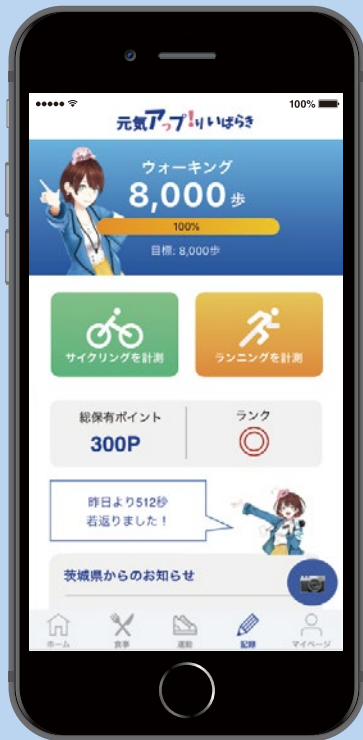 100%
元気アップ!りいばらき
ウォーキング
8,000歩
100%
目標: 8,000歩
サイクリングを計測
ランニングを計測
総保有ポイント
300P
ランク
昨日より512秒
若返りました！
茨城県からのお知らせ
ホーム
食事
運動
記録
マイページ